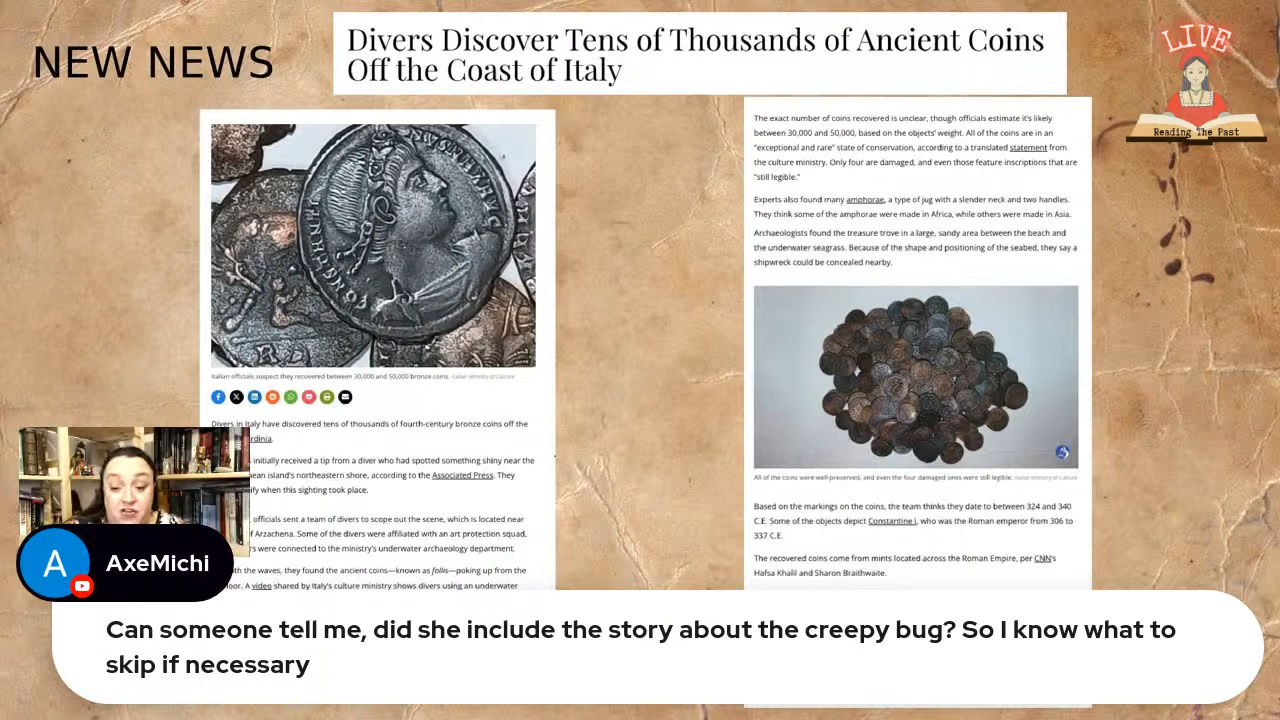 NEW NEWS
Divers Discover Tens of Thousands of Ancient Coins
Off the Coast of Italy
LIVE
Reading The Past
Italian officials suspect they recovered between 30,000 and 50,000 bronze coins. Italian Ministry of Culture
Divers in Italy have discovered tens of thousands of fourth-century bronze coins off the
rdinia.
initially received a tip from a diver who had spotted something shiny near the
ean island's northeastern shore, according to the Associated Press. They
ify when this sighting took place.
officials sent a team of divers to scope out the scene, which is located near
f Arzachena. Some of the divers were affiliated with an art protection squad,
rs were connected to the ministry's underwater archaeology department.
th the waves, they found the ancient coins—known as follis—poking up from the
oor. A video shared by Italy's culture ministry shows divers using an underwater
The exact number of coins recovered is unclear, though officials estimate it's likely
between 30,000 and 50,000, based on the objects' weight. All of the coins are in an
"exceptional and rare" state of conservation, according to a translated statement from
the culture ministry. Only four are damaged, and even those feature inscriptions that are
"still legible."
Experts also found many amphorae, a type of jug with a slender neck and two handles.
They think some of the amphorae were made in Africa, while others were made in Asia.
Archaeologists found the treasure trove in a large, sandy area between the beach and
the underwater seagrass. Because of the shape and positioning of the seabed, they say a
shipwreck could be concealed nearby.
All of the coins were well-preserved, and even the four damaged ones were still legible. Italian Ministry of Culture
Based on the markings on the coins, the team thinks they date to between 324 and 340
C.E. Some of the objects depict Constantine I, who was the Roman emperor from 306 to
337 C.E.
The recovered coins come from mints located across the Roman Empire, per CNN's
Hafsa Khalil and Sharon Braithwaite.
A
AxeMichi
Can someone tell me, did she include the story about the creepy bug? So I know what to
skip if necessary